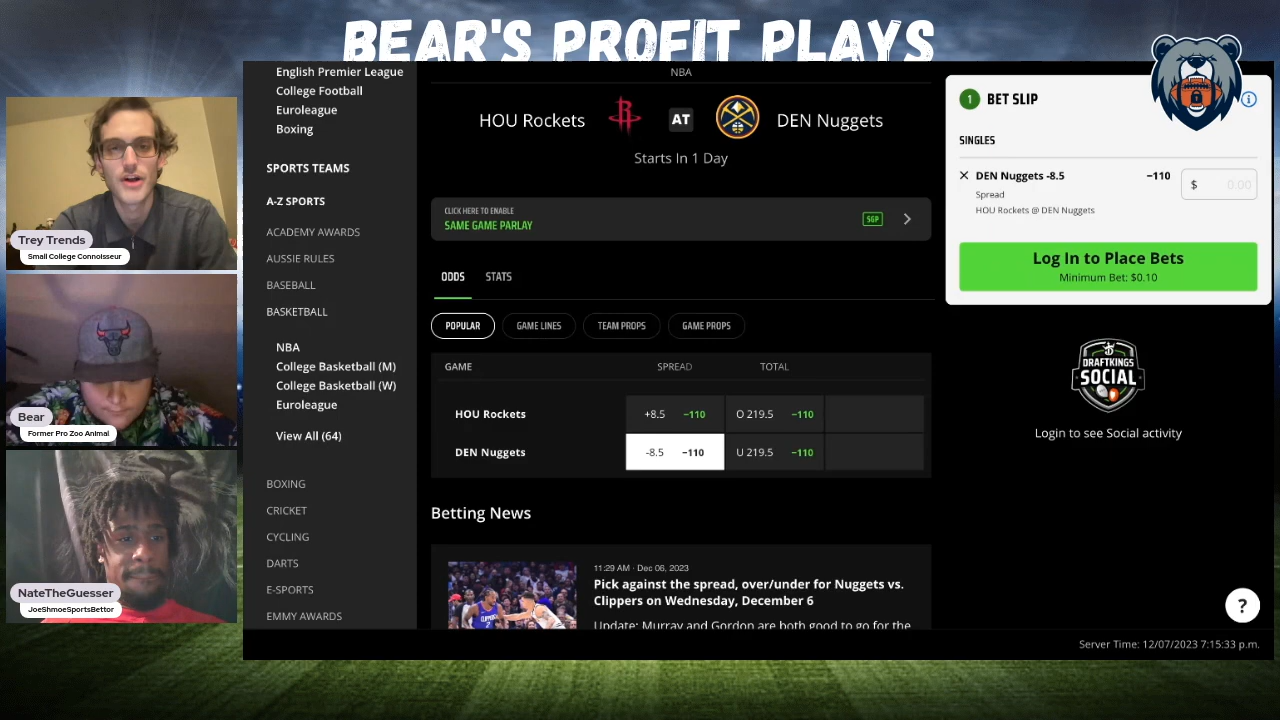 BEAR'S PROFIT PLAYS
Trey Trends
Small College Connoisseur
Bear
Former Pro Zoo Animal
NateTheGuesser
JoeShmoeSportsBettor
English Premier League
College Football
Euroleague
Boxing
SPORTS TEAMS
A-Z SPORTS
ACADEMY AWARDS
AUSSIE RULES
BASEBALL
BASKETBALL
NBA
College Basketball (M)
College Basketball (W)
Euroleague
View All (64)
BOXING
CRICKET
CYCLING
DARTS
E-SPORTS
EMMY AWARDS
NBA
HOU Rockets AT DEN Nuggets
Starts In 1 Day
CLICK HERE TO ENABLE
SAME GAME PARLAY
SGP
ODDS STATS
POPULAR GAME LINES TEAM PROPS GAME PROPS
GAME SPREAD TOTAL
HOU Rockets +8.5 −110 O 219.5 −110
DEN Nuggets -8.5 −110 U 219.5 −110
Betting News
11:29 AM · Dec 06, 2023
Pick against the spread, over/under for Nuggets vs.
Clippers on Wednesday, December 6
Update: Murray and Gordon are both good to go for the
1 BET SLIP
SINGLES
DEN Nuggets -8.5 −110 $ 0.00
Spread
HOU Rockets @ DEN Nuggets
Log In to Place Bets
Minimum Bet: $0.10
DRAFTKINGS
SOCIAL
Login to see Social activity
?
Server Time: 12/07/2023 7:15:33 p.m.